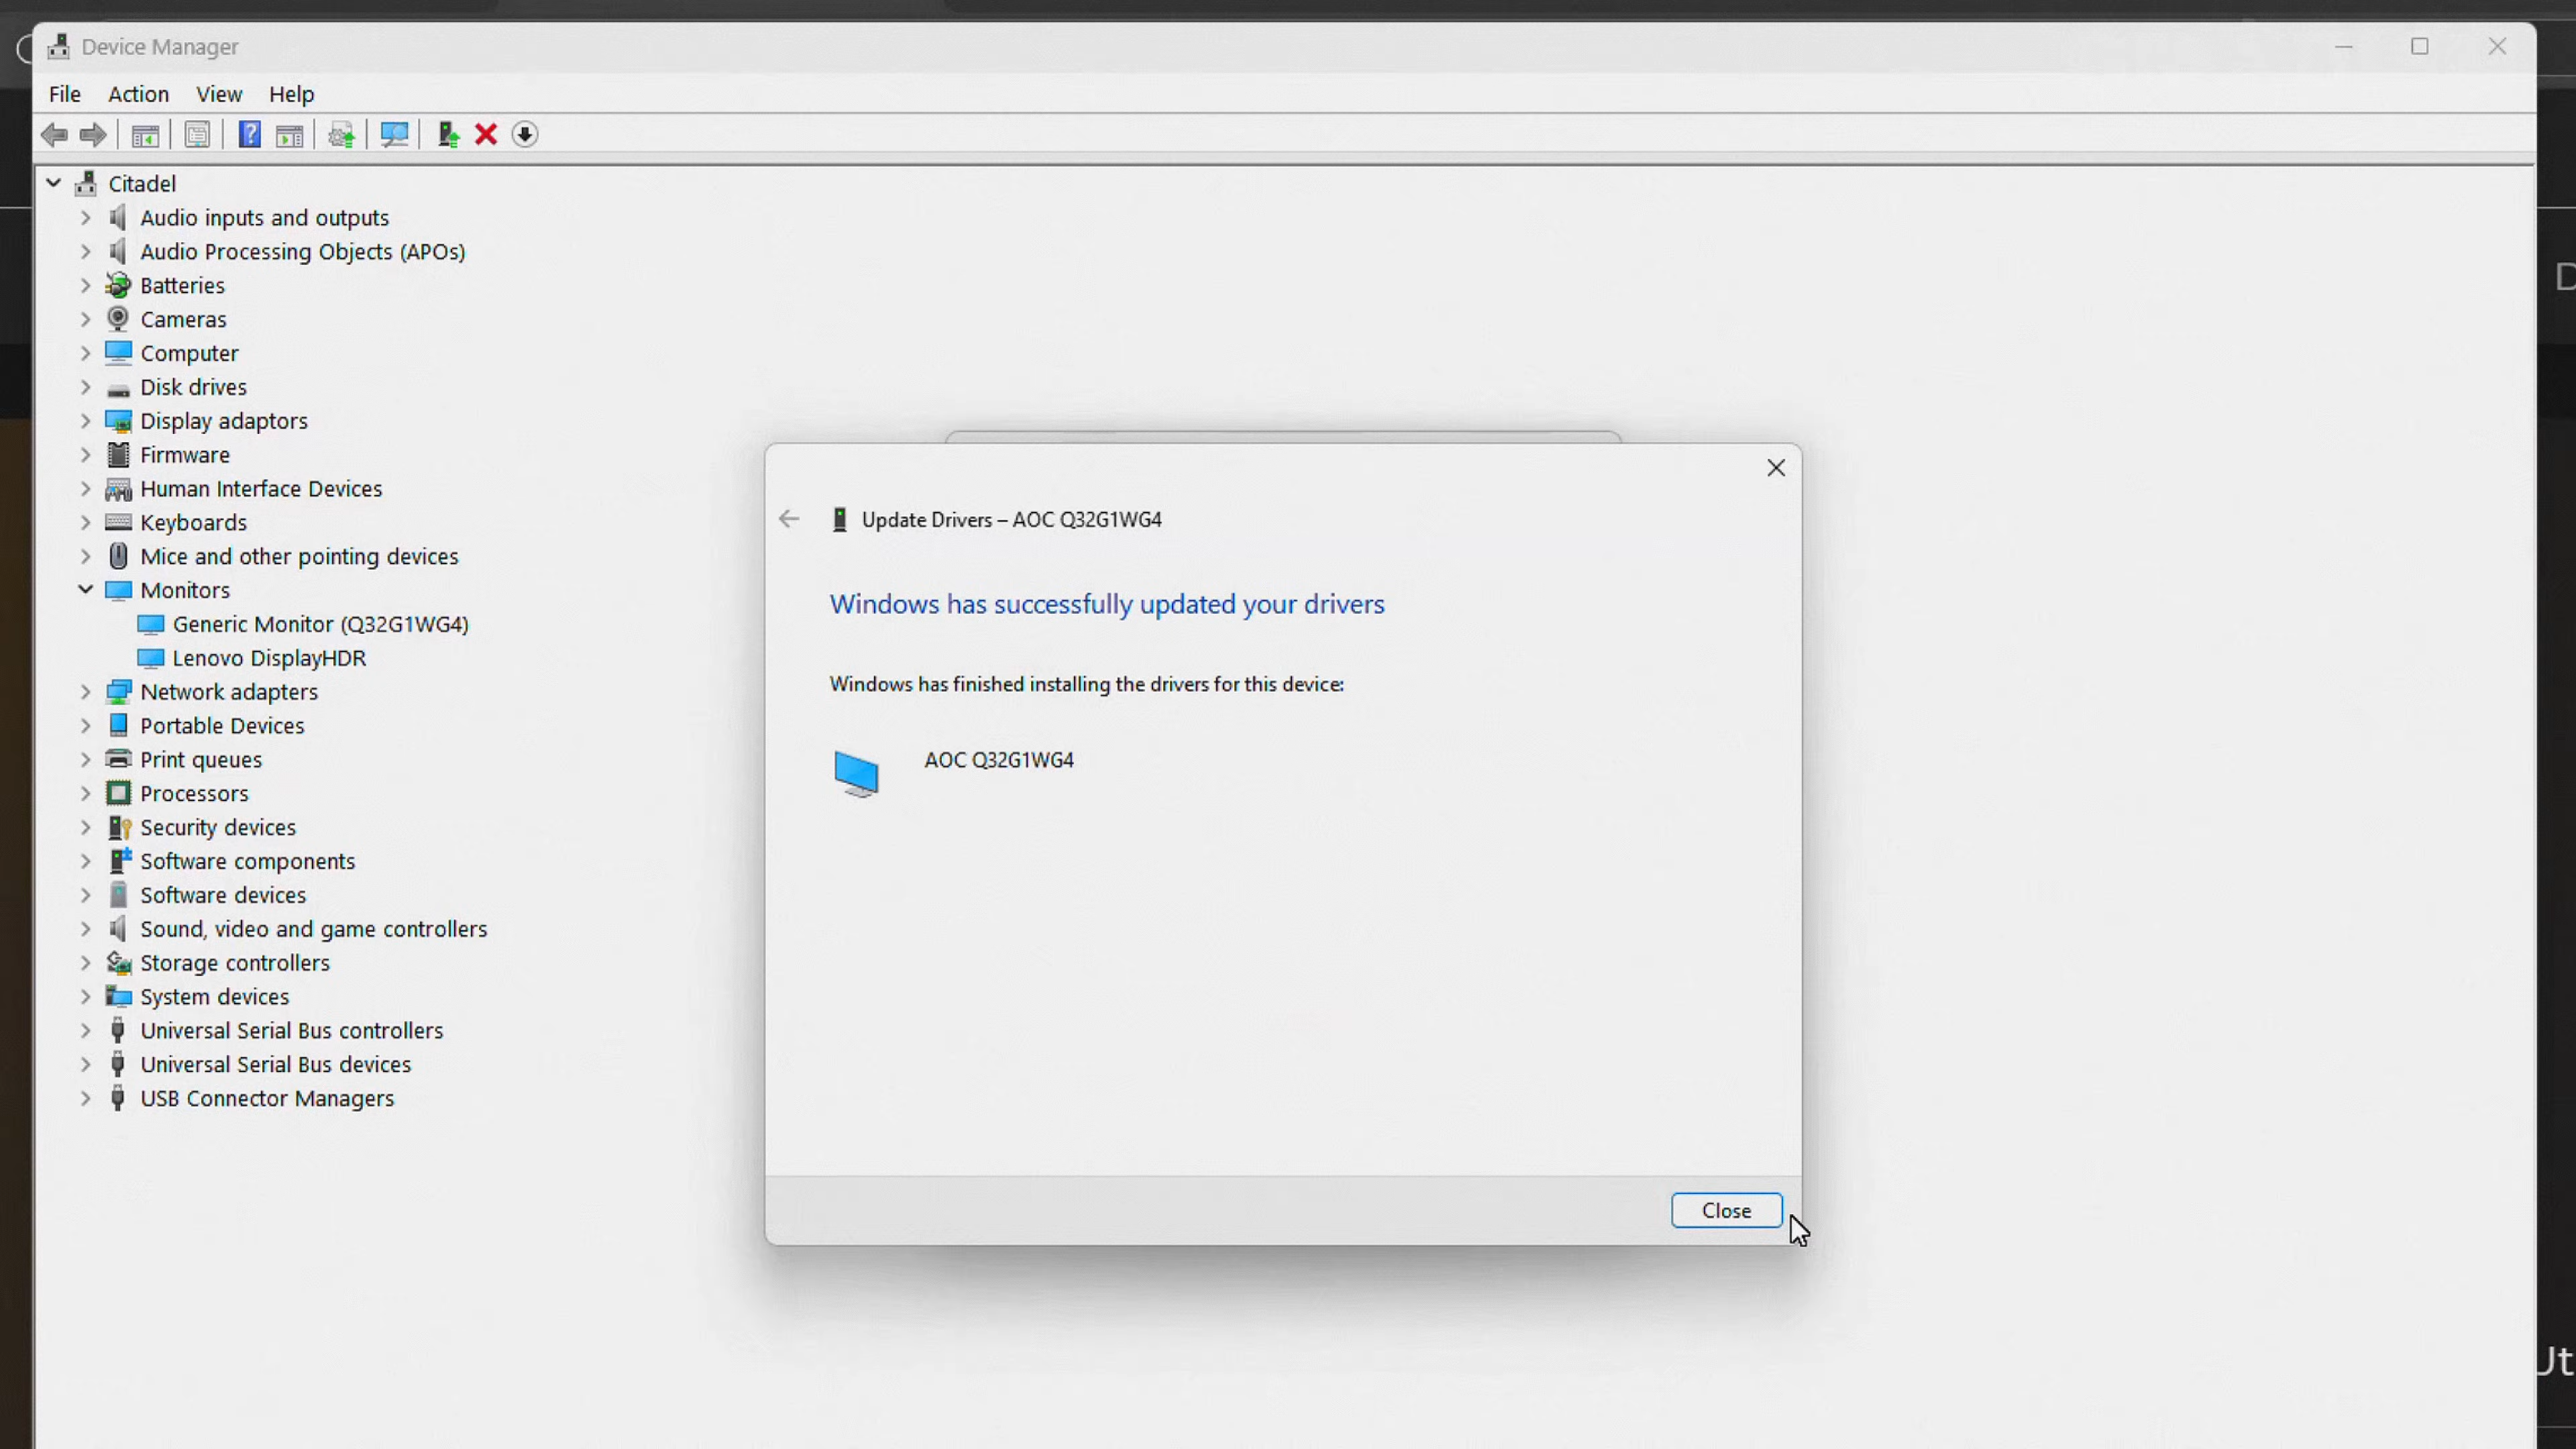 Device Manager
File Action View Help
Citadel
Audio inputs and outputs
Audio Processing Objects (APOs)
Batteries
Cameras
Computer
Disk drives
Display adaptors
Firmware
Human Interface Devices
Keyboards
Mice and other pointing devices
Monitors
Generic Monitor (Q32G1WG4)
Lenovo DisplayHDR
Network adapters
Portable Devices
Print queues
Processors
Security devices
Software components
Software devices
Sound, video and game controllers
Storage controllers
System devices
Universal Serial Bus controllers
Universal Serial Bus devices
USB Connector Managers
Update Drivers – AOC Q32G1WG4
Windows has successfully updated your drivers
Windows has finished installing the drivers for this device:
AOC Q32G1WG4
Close